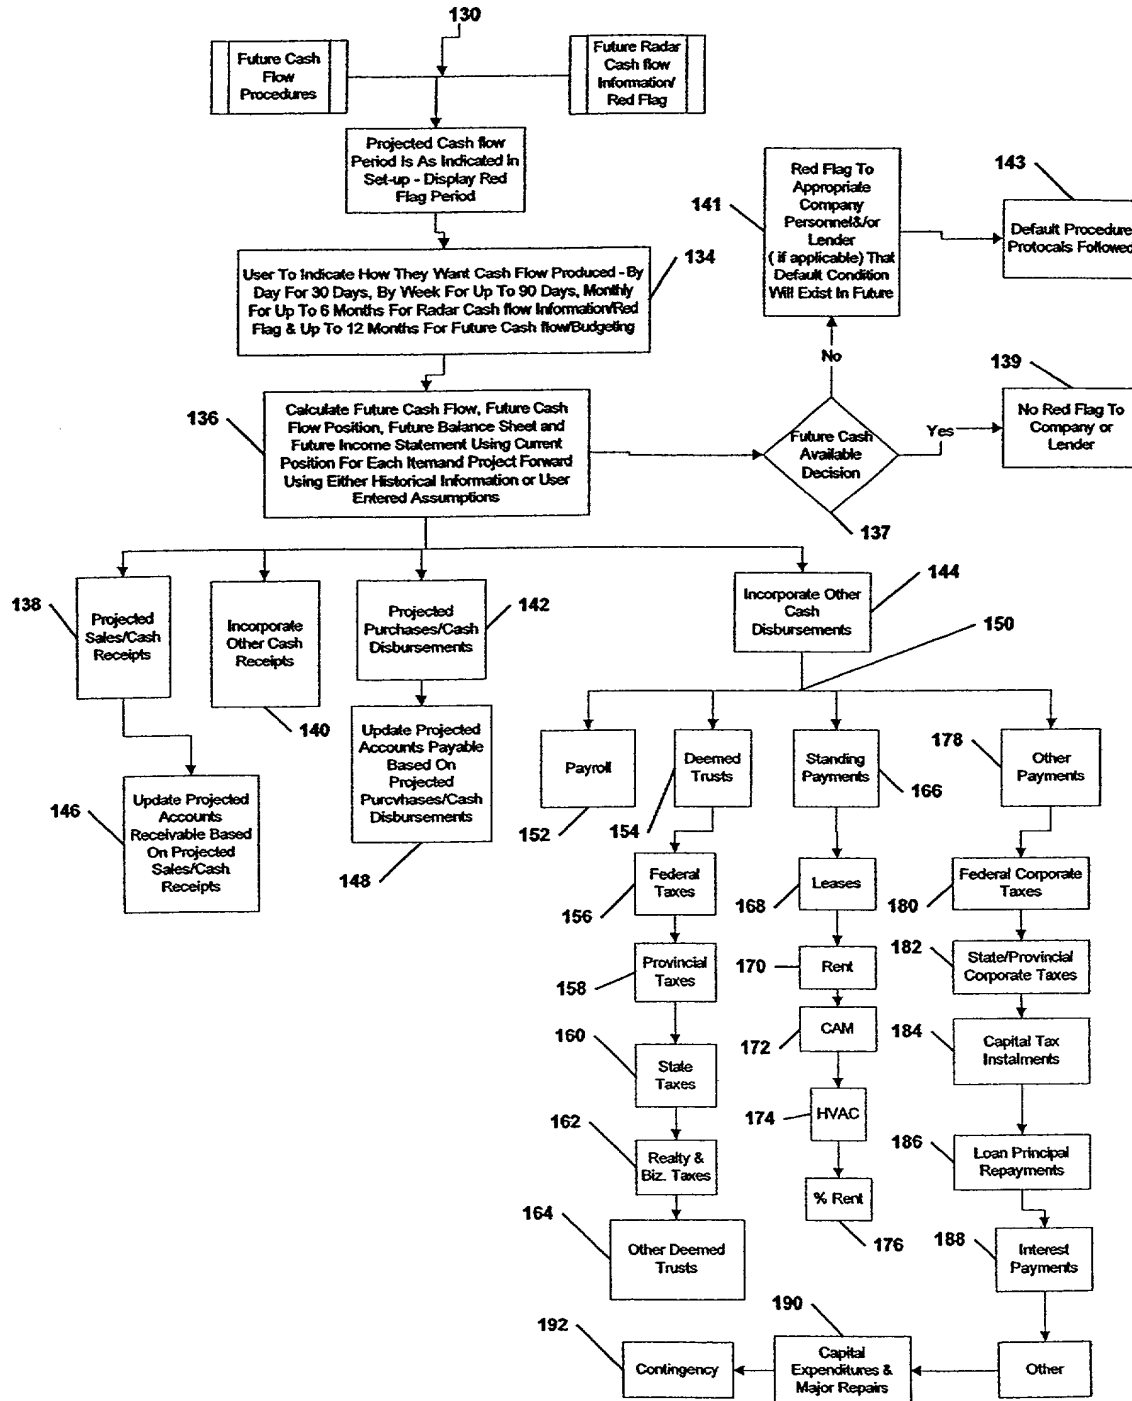 130
Future Cash
Flow
Procedures
Future Radar
Cash flow
Information/
Red Flag
Projected Cash flow
Period Is As Indicated In
Set-up - Display Red
Flag Period
134
User To Indicate How They Want Cash Flow Produced - By
Day For 30 Days, By Week For Up To 90 Days, Monthly
For Up To 6 Months For Radar Cash flow Information/Red
Flag & Up To 12 Months For Future Cash flow/Budgeting
141
Red Flag To
Appropriate
Company
Personnel&/or
Lender
( if applicable) That
Default Condition
Will Exist In Future
143
Default Procedure
Protocals Followed
No
136
Calculate Future Cash Flow, Future Cash
Flow Position, Future Balance Sheet and
Future Income Statement Using Current
Position For Each Itemand Project Forward
Using Either Historical Information or User
Entered Assumptions
Future Cash
Available
Decision
137
Yes
139
No Red Flag To
Company or
Lender
138
Projected
Sales/Cash
Receipts
Incorporate
Other Cash
Receipts
140
142
Projected
Purchases/Cash
Disbursements
144
Incorporate Other
Cash
Disbursements
150
146
Update Projected
Accounts
Receivable Based
On Projected
Sales/Cash
Receipts
Update Projected
Accounts Payable
Based On
Projected
Purcvhases/Cash
Disbursements
148
Payroll
152
Deemed
Trusts
154
Standing
Payments
166
178
Other
Payments
Federal
Taxes
156
Leases
168
Federal Corporate
Taxes
180
Provincial
Taxes
158
170
Rent
182
State/Provincial
Corporate Taxes
160
State
Taxes
172
CAM
184
Capital Tax
Instalments
162
Realty &
Biz. Taxes
174
HVAC
186
Loan Principal
Repayments
164
Other Deemed
Trusts
% Rent
176
188
Interest
Payments
192
Contingency
190
Capital
Expenditures &
Major Repairs
Other